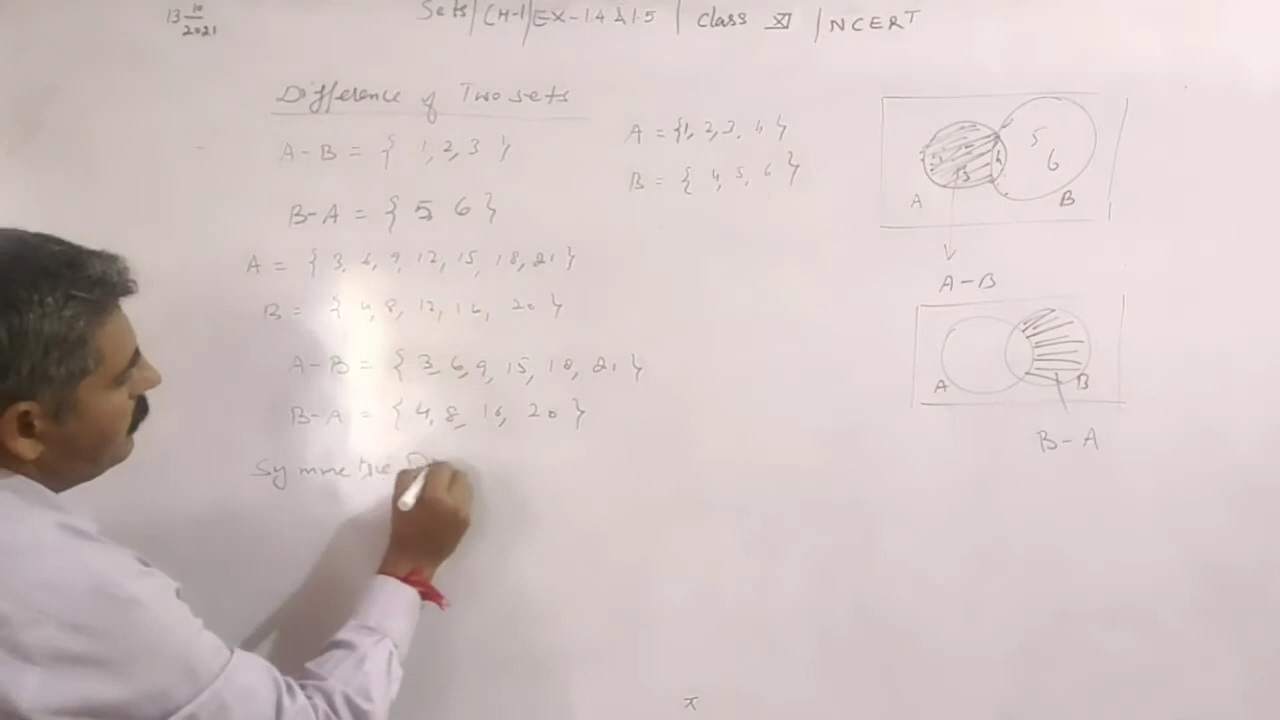 13 10/2021
Sets / CH-1 / EX-1.4 & 1.5 | Class XI / NCERT
Difference of Two sets
A-B = { 1, 2, 3 }
B-A = { 5, 6 }
A = {1, 2, 3, 4 }
B = { 4, 5, 6 }
A = { 3, 6, 9, 12, 15, 18, 21 }
B = { 4, 8, 12, 16, 20 }
A-B = { 3, 6, 9, 15, 18, 21 }
B-A = { 4, 8, 16, 20 }
Symmetric D
4 5
6
A B
A-B
A B
B-A
x